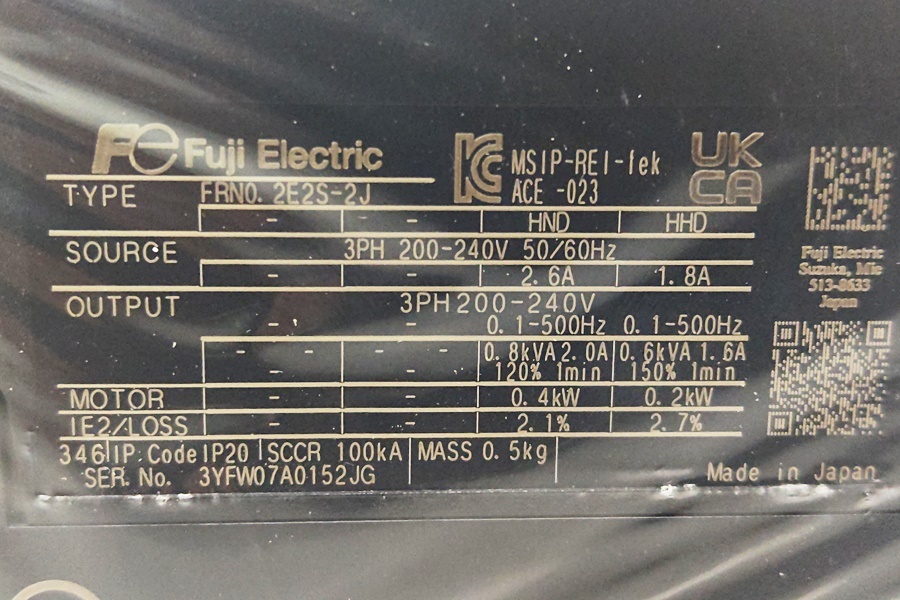 Fe Fuji Electric
MSIP-REI-fek
ACE -023
UK
CA
TYPE FRN0. 2E2S-2J
- - HND HHD
SOURCE 3PH 200-240V 50/60Hz
- - 2. 6A 1. 8A
OUTPUT 3PH 200-240V
- - 0. 1-500Hz 0. 1-500Hz
- - - - 0. 8kVA 2. 0A 0. 6kVA 1. 6A
- - 120% 1min 150% 1min
MOTOR - - 0. 4kW 0. 2kW
IE2/LOSS - - 2. 1% 2. 7%
346 IP Code IP20 SCCR 100kA MASS 0. 5kg
SER. No. 3YFW07A0152JG
Made in Japan
Fuji Electric
Suzuka, Mie
513-8633
Japan